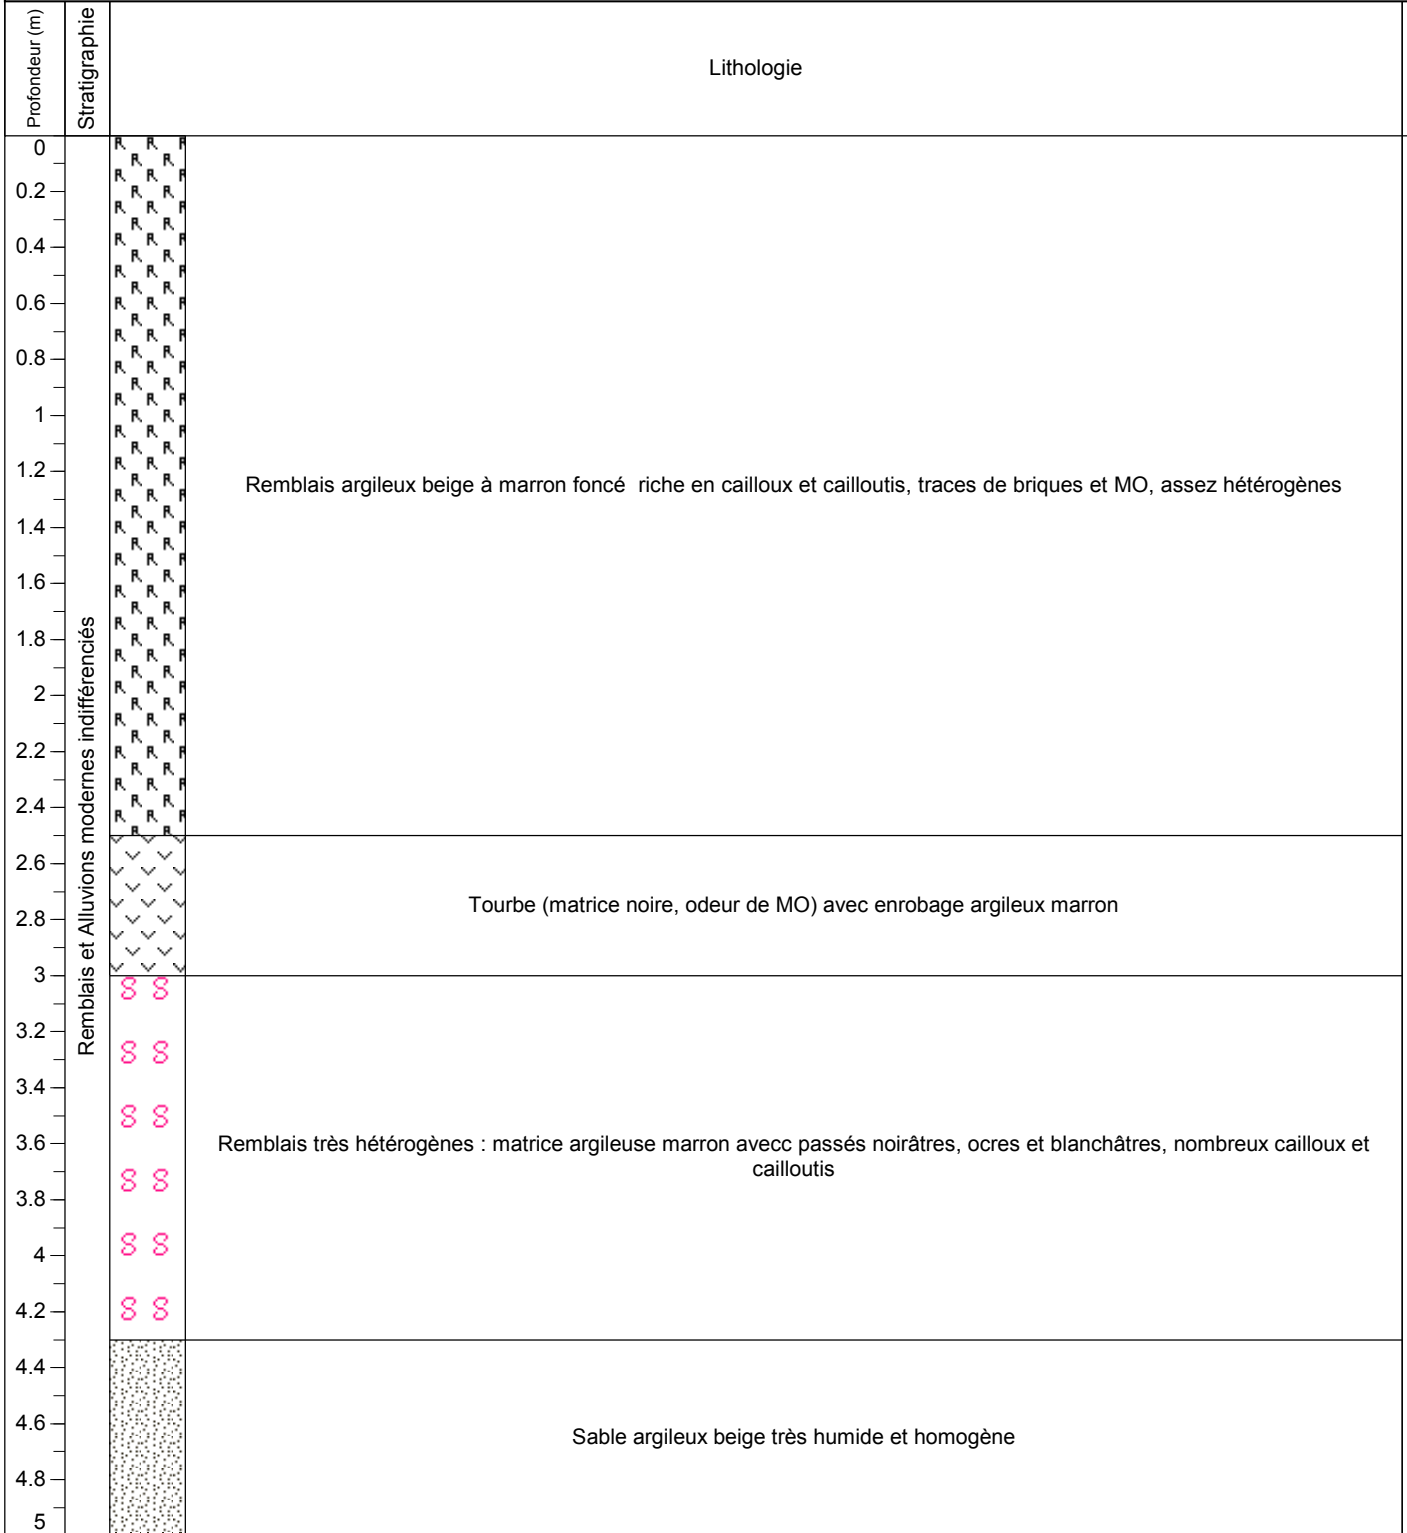 Profondeur (m)
Stratigraphie
Lithologie
0
0.2
0.4
0.6
0.8
1
1.2
1.4
1.6
1.8
2
2.2
2.4
2.6
2.8
3
3.2
3.4
3.6
3.8
4
4.2
4.4
4.6
4.8
5
Remblais et Alluvions modernes indifférenciés
Remblais argileux beige à marron foncé  riche en cailloux et cailloutis, traces de briques et MO, assez hétérogènes
Tourbe (matrice noire, odeur de MO) avec enrobage argileux marron
Remblais très hétérogènes : matrice argileuse marron avecc passés noirâtres, ocres et blanchâtres, nombreux cailloux et
cailloutis
Sable argileux beige très humide et homogène